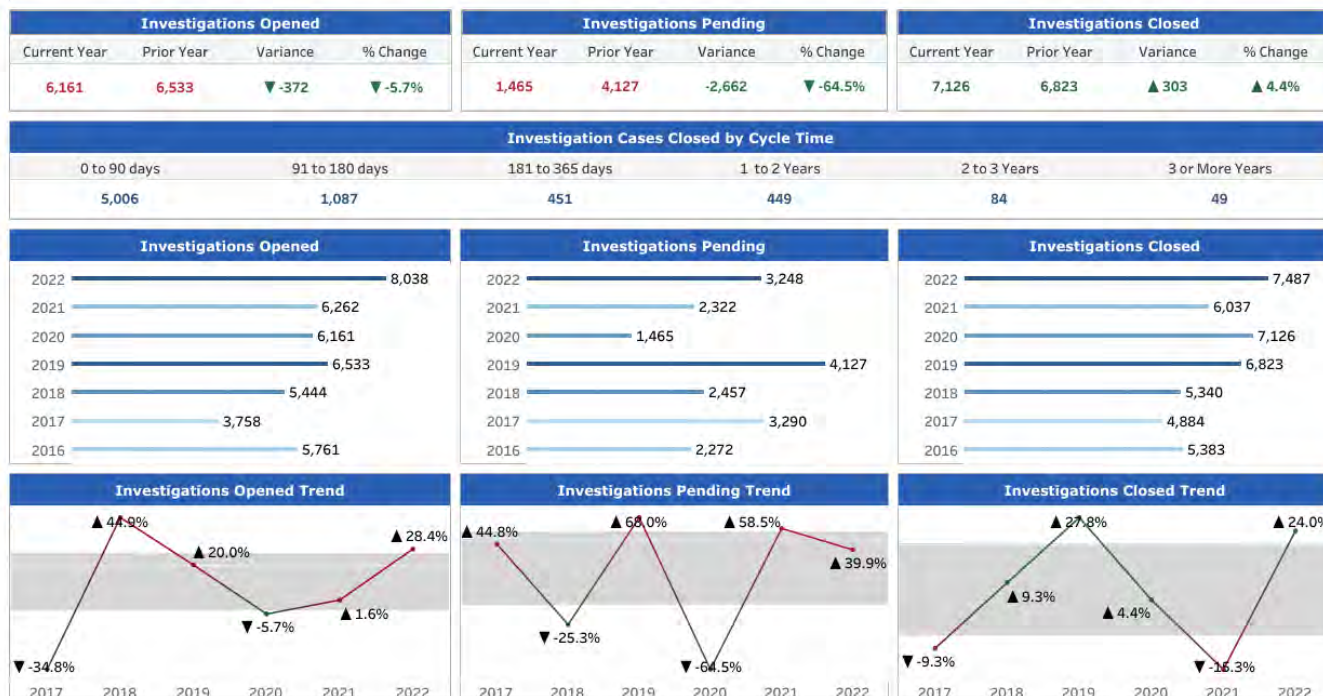 Investigations Opened
Current Year Prior Year Variance % Change
6,161 6,533 ▼ -372 ▼ -5.7%
Investigations Pending
Current Year Prior Year Variance % Change
1,465 4,127 -2,662 ▼ -64.5%
Investigations Closed
Current Year Prior Year Variance % Change
7,126 6,823 ▲ 303 ▲ 4.4%
Investigation Cases Closed by Cycle Time
0 to 90 days 91 to 180 days 181 to 365 days 1 to 2 Years 2 to 3 Years 3 or More Years
5,006 1,087 451 449 84 49
Investigations Opened
2022 8,038
2021 6,262
2020 6,161
2019 6,533
2018 5,444
2017 3,758
2016 5,761
Investigations Pending
3,248
2,322
1,465
4,127
2,457
3,290
2,272
Investigations Closed
7,487
6,037
7,126
6,823
5,340
4,884
5,383
Investigations Opened Trend
▼ -34.8%
▲ 44.9%
▲ 20.0%
▼ -5.7%
▲ 1.6%
▲ 28.4%
2017 2018 2019 2020 2021 2022
Investigations Pending Trend
▲ 44.8%
▼ -25.3%
▲ 68.0%
▼ -64.5%
▲ 58.5%
▲ 39.9%
2017 2018 2019 2020 2021 2022
Investigations Closed Trend
▼ -9.3%
▲ 9.3%
▲ 27.8%
▲ 4.4%
▼ -15.3%
▲ 24.0%
2017 2018 2019 2020 2021 2022